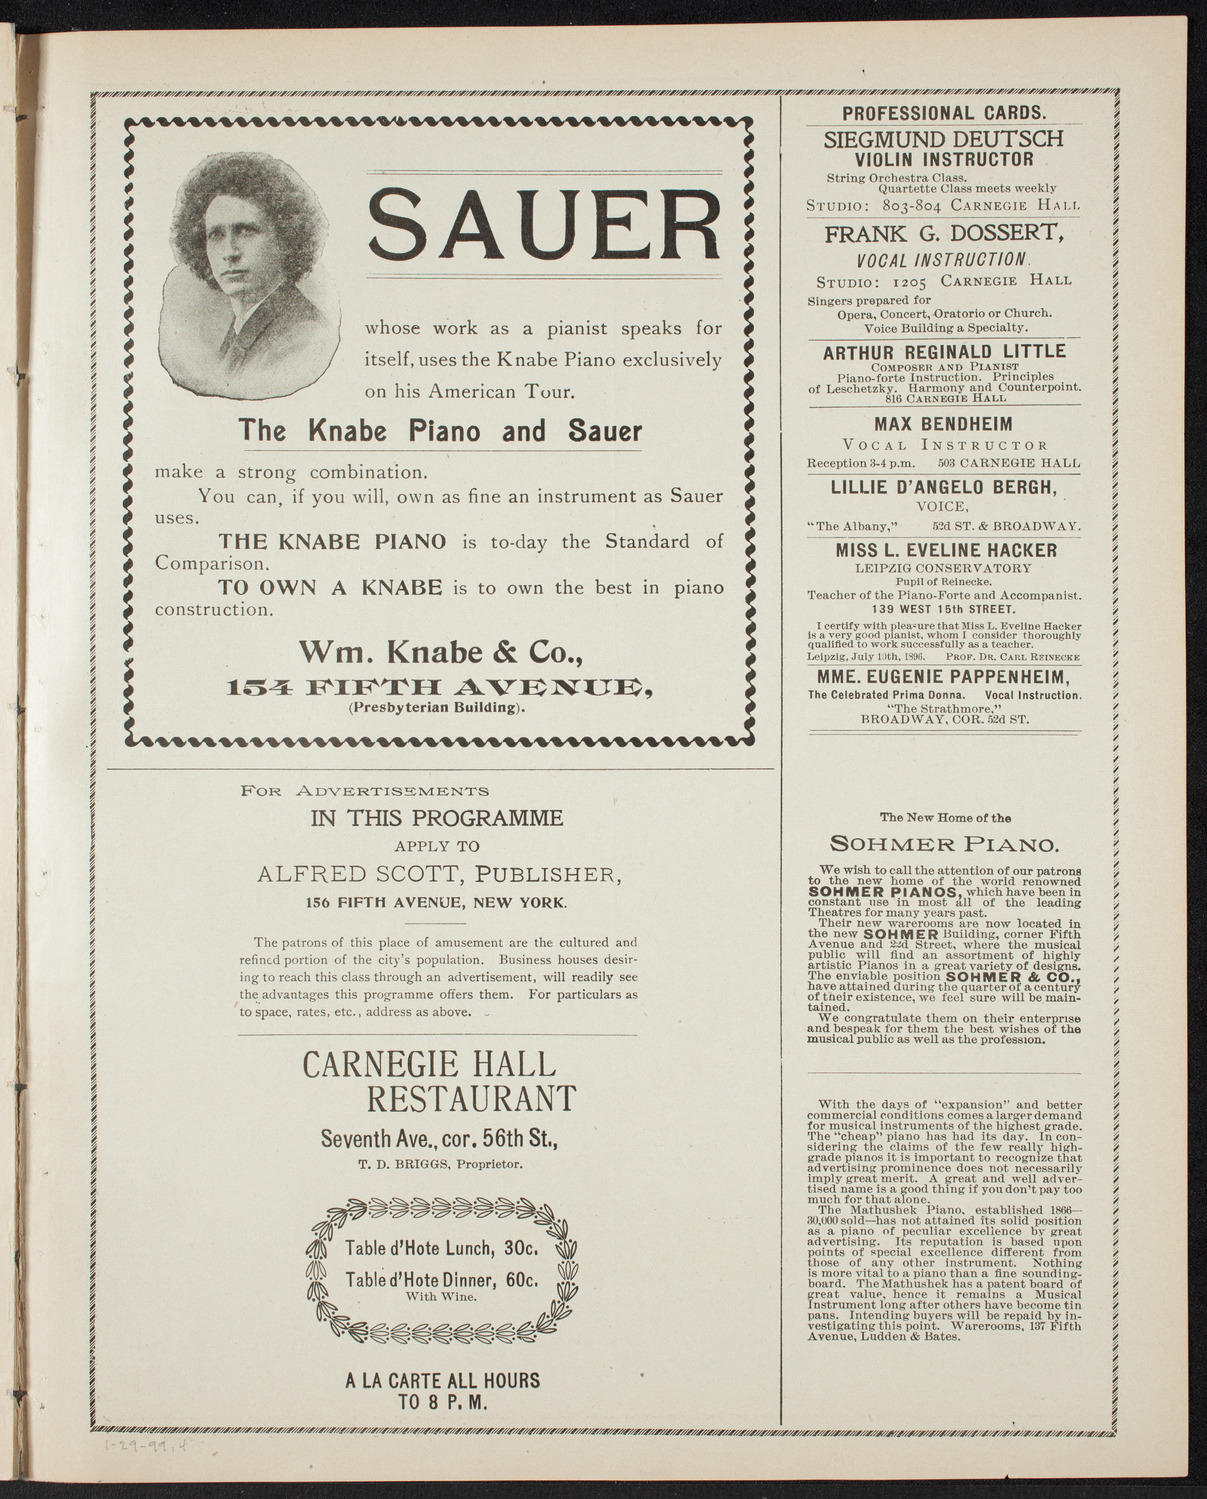 SAUER
whose work as a pianist speaks for
itself, uses the Knabe Piano exclusively
on his American Tour.
The Knabe Piano and Sauer
make a strong combination.
You can, if you will, own as fine an instrument as Sauer
uses.
THE KNABE PIANO is to-day the Standard of
Comparison.
TO OWN A KNABE is to own the best in piano
construction.
Wm. Knabe & Co.,
154 FIFTH AVENUE,
(Presbyterian Building).
For Advertisements
IN THIS PROGRAMME
APPLY TO
ALFRED SCOTT, PUBLISHER,
156 FIFTH AVENUE, NEW YORK.
The patrons of this place of amusement are the cultured and
refined portion of the city's population. Business houses desir-
ing to reach this class through an advertisement, will readily see
the advantages this programme offers them. For particulars as
to space, rates, etc., address as above.
CARNEGIE HALL
RESTAURANT
Seventh Ave., cor. 56th St.,
T. D. BRIGGS, Proprietor.
Table d'Hote Lunch, 30c.
Table d'Hote Dinner, 60c.
With Wine.
A LA CARTE ALL HOURS
TO 8 P. M.
PROFESSIONAL CARDS.
SIEGMUND DEUTSCH
VIOLIN INSTRUCTOR
String Orchestra Class.
Quartette Class meets weekly
Studio: 803-804 Carnegie Hall
FRANK G. DOSSERT,
VOCAL INSTRUCTION.
Studio: 1205 Carnegie Hall
Singers prepared for
Opera, Concert, Oratorio or Church.
Voice Building a Specialty.
ARTHUR REGINALD LITTLE
Composer and Pianist
Piano-forte Instruction. Principles
of Leschetzky. Harmony and Counterpoint.
816 Carnegie Hall
MAX BENDHEIM
Vocal Instructor
Reception 3-4 p.m. 503 CARNEGIE HALL
LILLIE D'ANGELO BERGH,
VOICE,
"The Albany," 52d ST. & BROADWAY.
MISS L. EVELINE HACKER
LEIPZIG CONSERVATORY
Pupil of Reinecke.
Teacher of the Piano-Forte and Accompanist.
139 WEST 15th STREET.
I certify with pleasure that Miss L. Eveline Hacker
is a very good pianist, whom I consider thoroughly
qualified to work successfully as a teacher.
Leipzig, July 10th, 1896. Prof. Dr. Carl Reinecke
MME. EUGENIE PAPPENHEIM,
The Celebrated Prima Donna. Vocal Instruction.
"The Strathmore,"
BROADWAY, COR. 52d ST.
The New Home of the
Sohmer Piano.
We wish to call the attention of our patrons
to the new home of the world renowned
SOHMER PIANOS, which have been in
constant use in most all of the leading
Theatres for many years past.
Their new warerooms are now located in
the new SOHMER Building, corner Fifth
Avenue and 22d Street, where the musical
public will find an assortment of highly
artistic Pianos in a great variety of designs.
The enviable position SOHMER & CO.,
have attained during the quarter of a century
of their existence, we feel sure will be main-
tained.
We congratulate them on their enterprise
and bespeak for them the best wishes of the
musical public as well as the profession.
With the days of "expansion" and better
commercial conditions comes a larger demand
for musical instruments of the highest grade.
The "cheap" piano has had its day. In con-
sidering the claims of the few really high-
grade pianos it is important to recognize that
advertising prominence does not necessarily
imply great merit. A great and well adver-
tised name is a good thing if you don't pay too
much for that alone.
The Mathushek Piano, established 1866—
30,000 sold—has not attained its solid position
as a piano of peculiar excellence by great
advertising. Its reputation is based upon
points of special excellence different from
those of any other instrument. Nothing
is more vital to a piano than a fine sounding-
board. The Mathushek has a patent board of
great value, hence it remains a Musical
Instrument long after others have become tin
pans. Intending buyers will be repaid by in-
vestigating this point. Warerooms, 137 Fifth
Avenue, Ludden & Bates.
1-29-99,4